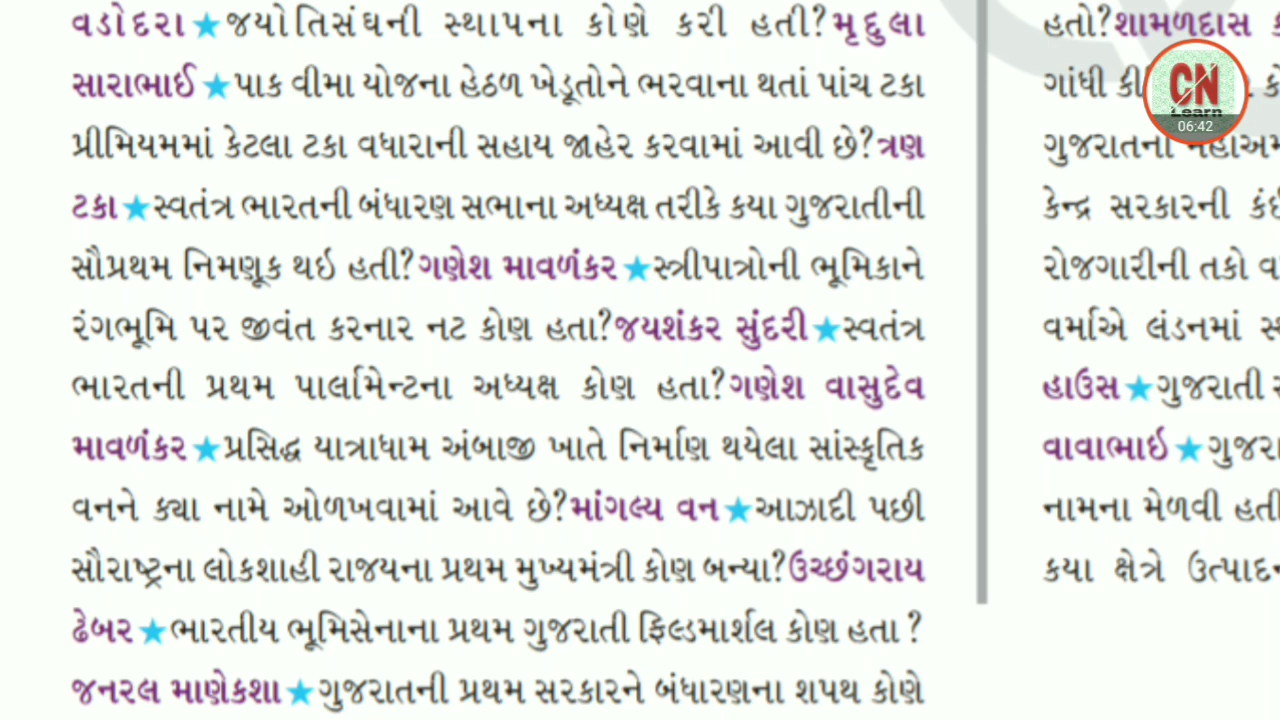 વડોદરા★જયોતિસંઘની સ્થાપના કોણે કરી હતી?મૃદુલા
સારાભાઈ★પાક વીમા યોજના હેઠળ ખેડૂતોને ભરવાના થતાં પાંચ ટકા
પ્રીમિયમમાં કેટલા ટકા વધારાની સહાય જાહેર કરવામાં આવી છે?ત્રણ
ટકા★સ્વતંત્ર ભારતની બંધારણ સભાના અધ્યક્ષ તરીકે કયા ગુજરાતીની
સૌપ્રથમ નિમણૂક થઇ હતી?ગણેશ માવળંકર★સ્ત્રીપાત્રોની ભૂમિકાને
રંગભૂમિ પર જીવંત કરનાર નટ કોણ હતા?જયશંકર સુંદરી★સ્વતંત્ર
ભારતની પ્રથમ પાર્લામેન્ટના અધ્યક્ષ કોણ હતા?ગણેશ વાસુદેવ
માવળંકર★પ્રસિદ્ધ યાત્રાધામ અંબાજી ખાતે નિર્માણ થયેલા સાંસ્કૃતિક
વનને ક્યા નામે ઓળખવામાં આવે છે?માંગલ્ય વન★આઝાદી પછી
સૌરાષ્ટ્રના લોકશાહી રાજયના પ્રથમ મુખ્યમંત્રી કોણ બન્યા?ઉચ્છંગરાય
ઢેબર★ભારતીય ભૂમિસેનાના પ્રથમ ગુજરાતી ફિલ્ડમાર્શલ કોણ હતા ?
જનરલ માણેકશા★ગુજરાતની પ્રથમ સરકારને બંધારણના શપથ કોણે
હતો?શામળદાસ
ગાંધી
ગુજરાતના
કેન્દ્ર સરકારની
રોજગારીની તકો
વર્માએ લંડનમાં
હાઉસ★ગુજરાતી
વાવાભાઇ★
નામના મેળવી હતી
કયા ક્ષેત્રે
CN
Learn
06:42